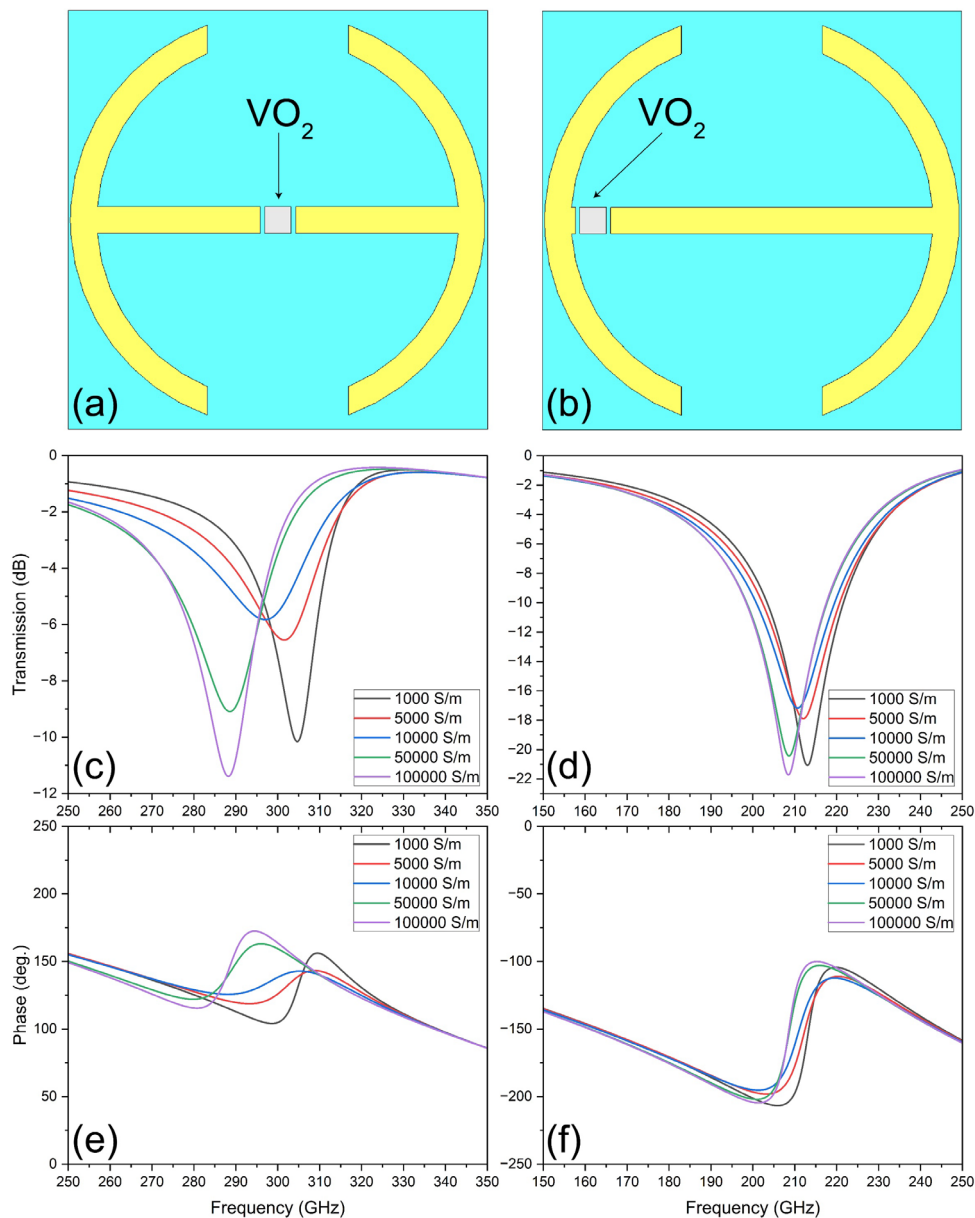 VO2
(a)
VO2
(b)
Transmission (dB)
0
−2
−4
−6
−8
−10
−12
1000 S/m
5000 S/m
10000 S/m
50000 S/m
100000 S/m
(c)
250 260 270 280 290 300 310 320 330 340 350
0
−2
−4
−6
−8
−10
−12
−14
−16
−18
−20
−22
1000 S/m
5000 S/m
10000 S/m
50000 S/m
100000 S/m
(d)
150 160 170 180 190 200 210 220 230 240 250
Phase (deg.)
250
200
150
100
50
0
1000 S/m
5000 S/m
10000 S/m
50000 S/m
100000 S/m
(e)
250 260 270 280 290 300 310 320 330 340 350
Frequency (GHz)
0
−50
−100
−150
−200
−250
1000 S/m
5000 S/m
10000 S/m
50000 S/m
100000 S/m
(f)
150 160 170 180 190 200 210 220 230 240 250
Frequency (GHz)